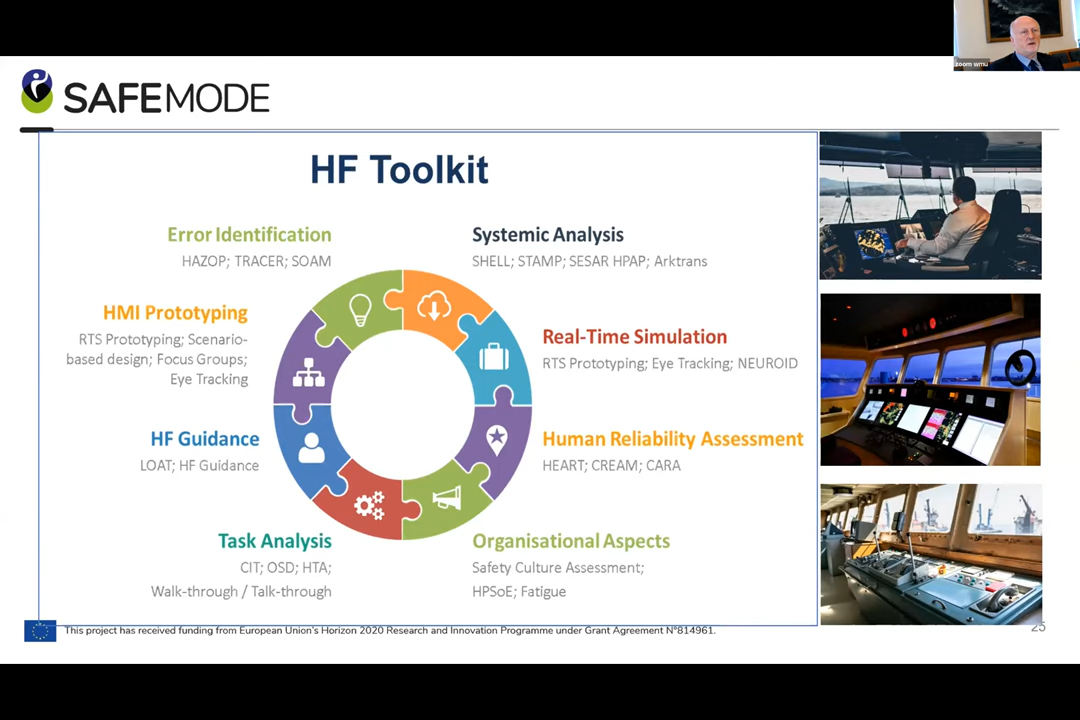 zoom wmu
SAFEMODE
HF Toolkit
Error Identification
HAZOP; TRACER; SOAM
Systemic Analysis
SHELL; STAMP; SESAR HPAP; Arktrans
HMI Prototyping
RTS Prototyping; Scenario-
based design; Focus Groups;
Eye Tracking
Real-Time Simulation
RTS Prototyping; Eye Tracking; NEUROID
HF Guidance
LOAT; HF Guidance
Human Reliability Assessment
HEART; CREAM; CARA
Task Analysis
CIT; OSD; HTA;
Walk-through / Talk-through
Organisational Aspects
Safety Culture Assessment;
HPSoE; Fatigue
This project has received funding from European Union's Horizon 2020 Research and Innovation Programme under Grant Agreement N°814961.
25